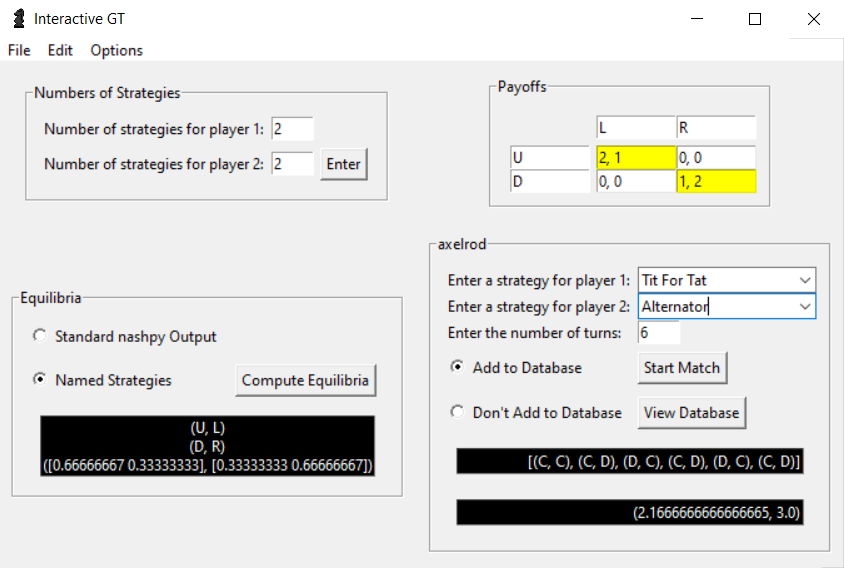 Interactive GT
File Edit Options
Numbers of Strategies
Number of strategies for player 1: 2
Number of strategies for player 2: 2 Enter
Payoffs
L R
U 2, 1 0, 0
D 0, 0 1, 2
Equilibria
Standard nashpy Output
Named Strategies Compute Equilibria
(U, L)
(D, R)
([0.66666667 0.33333333], [0.33333333 0.66666667])
axelrod
Enter a strategy for player 1: Tit For Tat
Enter a strategy for player 2: Alternator
Enter the number of turns: 6
Add to Database Start Match
Don't Add to Database View Database
[(C, C), (C, D), (D, C), (C, D), (D, C), (C, D)]
(2.1666666666666665, 3.0)